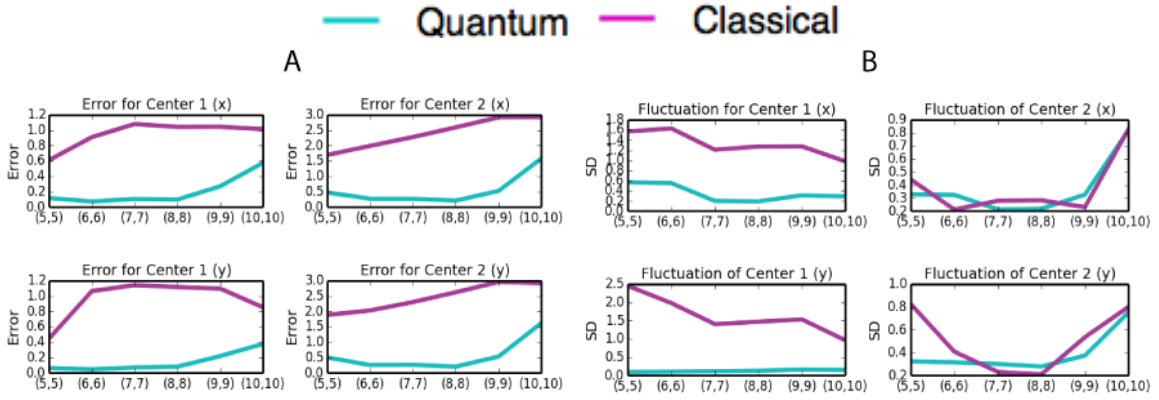 Quantum Classical
A B
Error for Center 1 (x)
Error
1.2
1.0
0.8
0.6
0.4
0.2
0.0
(5,5) (6,6) (7,7) (8,8) (9,9) (10,10)
Error for Center 2 (x)
Error
3.0
2.5
2.0
1.5
1.0
0.5
0.0
(5,5) (6,6) (7,7) (8,8) (9,9) (10,10)
Fluctuation for Center 1 (x)
SD
1.8
1.6
1.4
1.2
1.0
0.8
0.6
0.4
0.2
0.0
(5,5) (6,6) (7,7) (8,8) (9,9) (10,10)
Fluctuation of Center 2 (x)
SD
0.9
0.8
0.7
0.6
0.5
0.4
0.3
0.2
(5,5) (6,6) (7,7) (8,8) (9,9) (10,10)
Error for Center 1 (y)
Error
1.2
1.0
0.8
0.6
0.4
0.2
0.0
(5,5) (6,6) (7,7) (8,8) (9,9) (10,10)
Error for Center 2 (y)
Error
3.0
2.5
2.0
1.5
1.0
0.5
0.0
(5,5) (6,6) (7,7) (8,8) (9,9) (10,10)
Fluctuation of Center 1 (y)
SD
2.5
2.0
1.5
1.0
0.5
0.0
(5,5) (6,6) (7,7) (8,8) (9,9) (10,10)
Fluctuation of Center 2 (y)
SD
1.0
0.8
0.6
0.4
0.2
(5,5) (6,6) (7,7) (8,8) (9,9) (10,10)